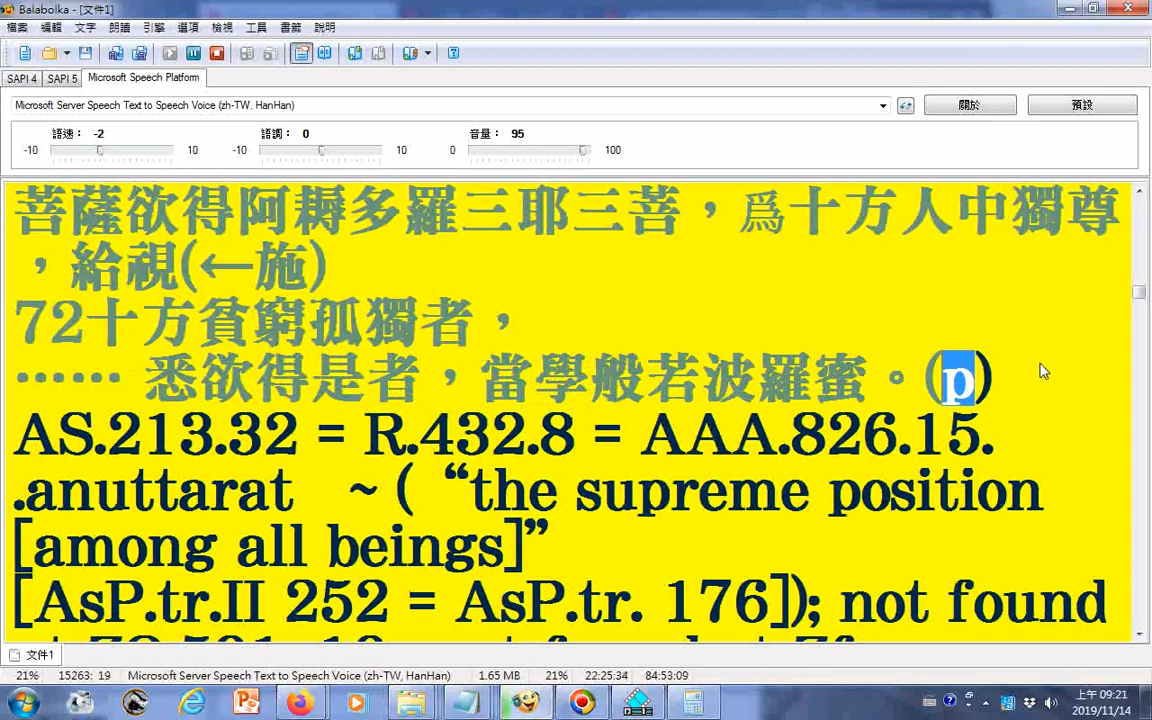 Balabolka - [文件1]
檔案 編輯 文字 朗讀 引擎 選項 檢視 工具 書籤 說明
SAPI 4 SAPI 5 Microsoft Speech Platform
Microsoft Server Speech Text to Speech Voice (zh-TW, HanHan) 關於 預設
語速： -2 語調： 0 音量： 95
-10 10 -10 10 0 100
菩薩欲得阿耨多羅三耶三菩，爲十方人中獨尊
，給視(←施)
72十方貧窮孤獨者，
…… 悉欲得是者，當學般若波羅蜜。(p)
AS.213.32 = R.432.8 = AAA.826.15.
.anuttarat ~ ( “the supreme position
[among all beings]”
[AsP.tr.II 252 = AsP.tr. 176]); not found
文件1
21% 15263: 19 Microsoft Server Speech Text to Speech Voice (zh-TW, HanHan) 1.65 MB 21% 22:25:34 84:53:09
上午 09:21
2019/11/14